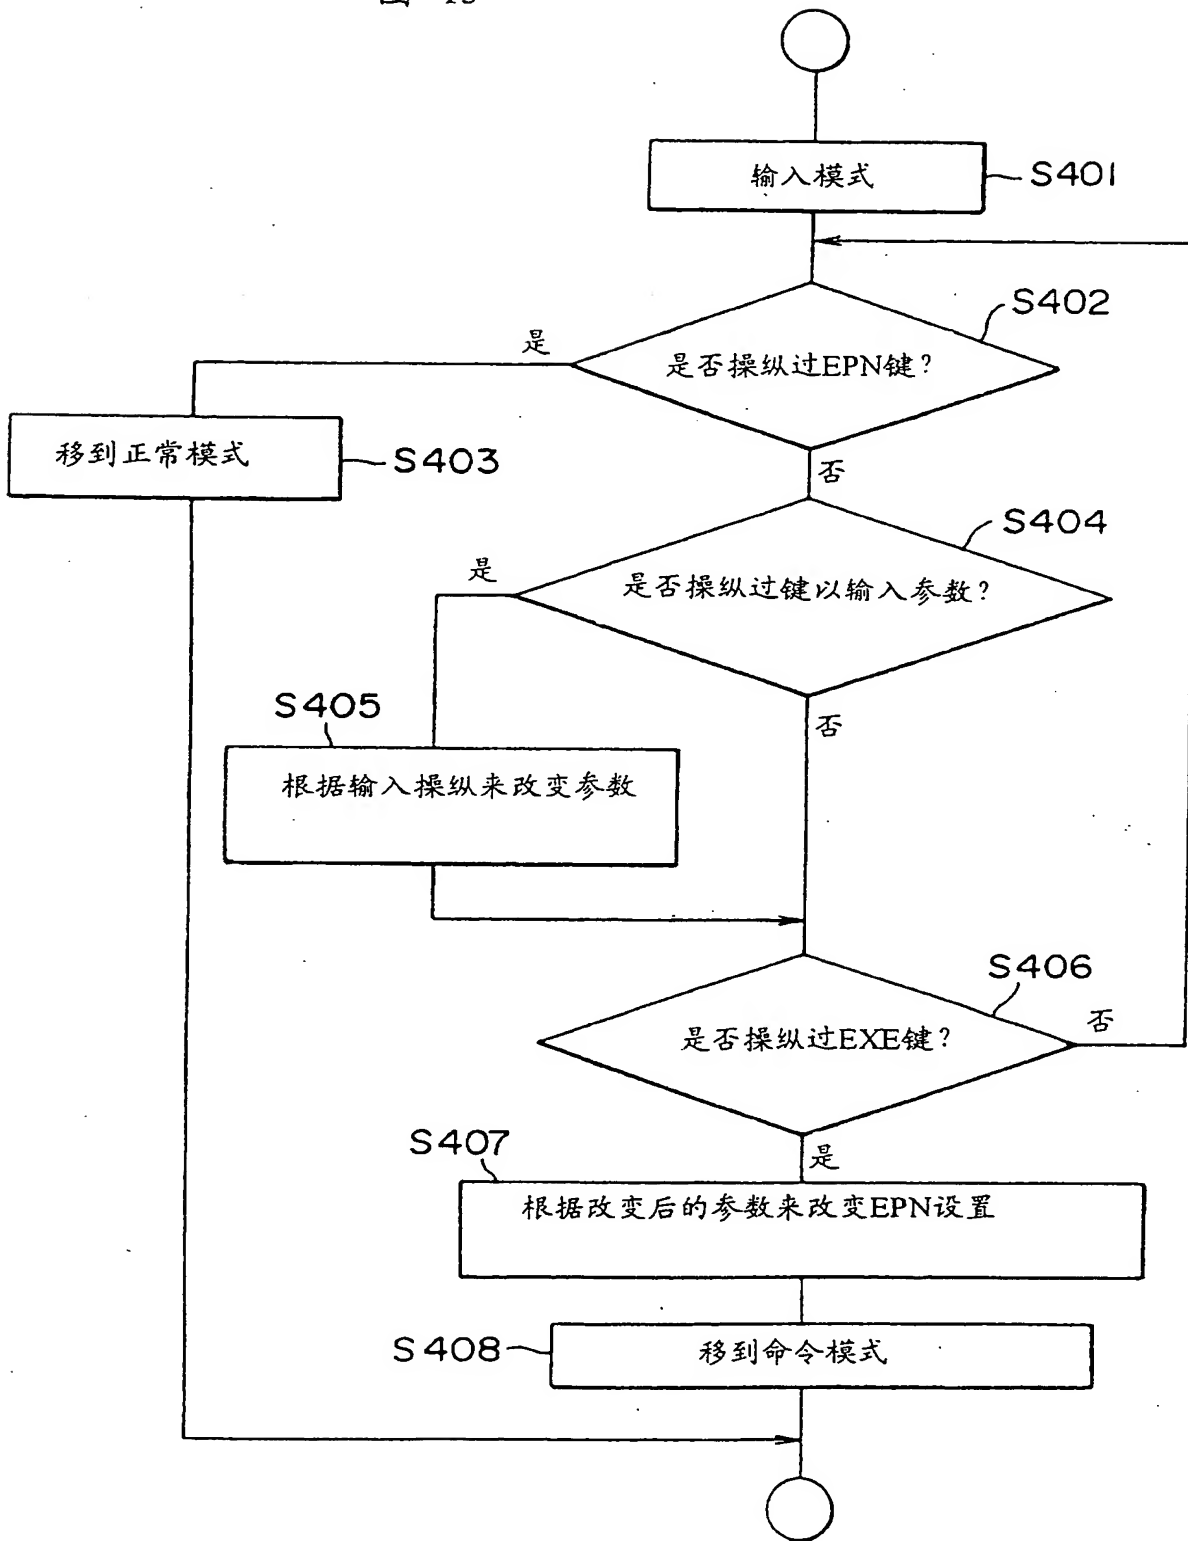 输入模式
S401
S402
是
是否操纵过EPN键?
移到正常模式
S403
否
S404
是
是否操纵过键以输入参数?
S405
否
根据输入操纵来改变参数
S406
是否操纵过EXE键?
否
S407
是
根据改变后的参数来改变EPN设置
S408
移到命令模式